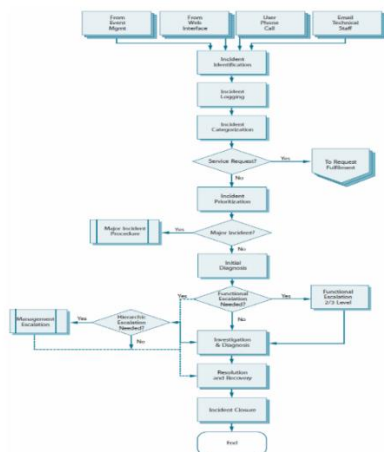 From
Event
Mgmt
From
Web
Interface
User
Phone
Call
Email
Technical
Staff
Incident
Identification
Incident
Logging
Incident
Categorization
Service Request?
Yes
To Request
Fulfillment
No
Incident
Prioritization
Major Incident
Procedure
Yes
Major Incident?
No
Initial
Diagnosis
Yes
Functional
Escalation
Needed?
Yes
Functional
Escalation
2/3 Level
Management
Escalation
Yes
Hierarchic
Escalation
Needed?
No
No
Investigation
& Diagnosis
Resolution
and Recovery
Incident Closure
End